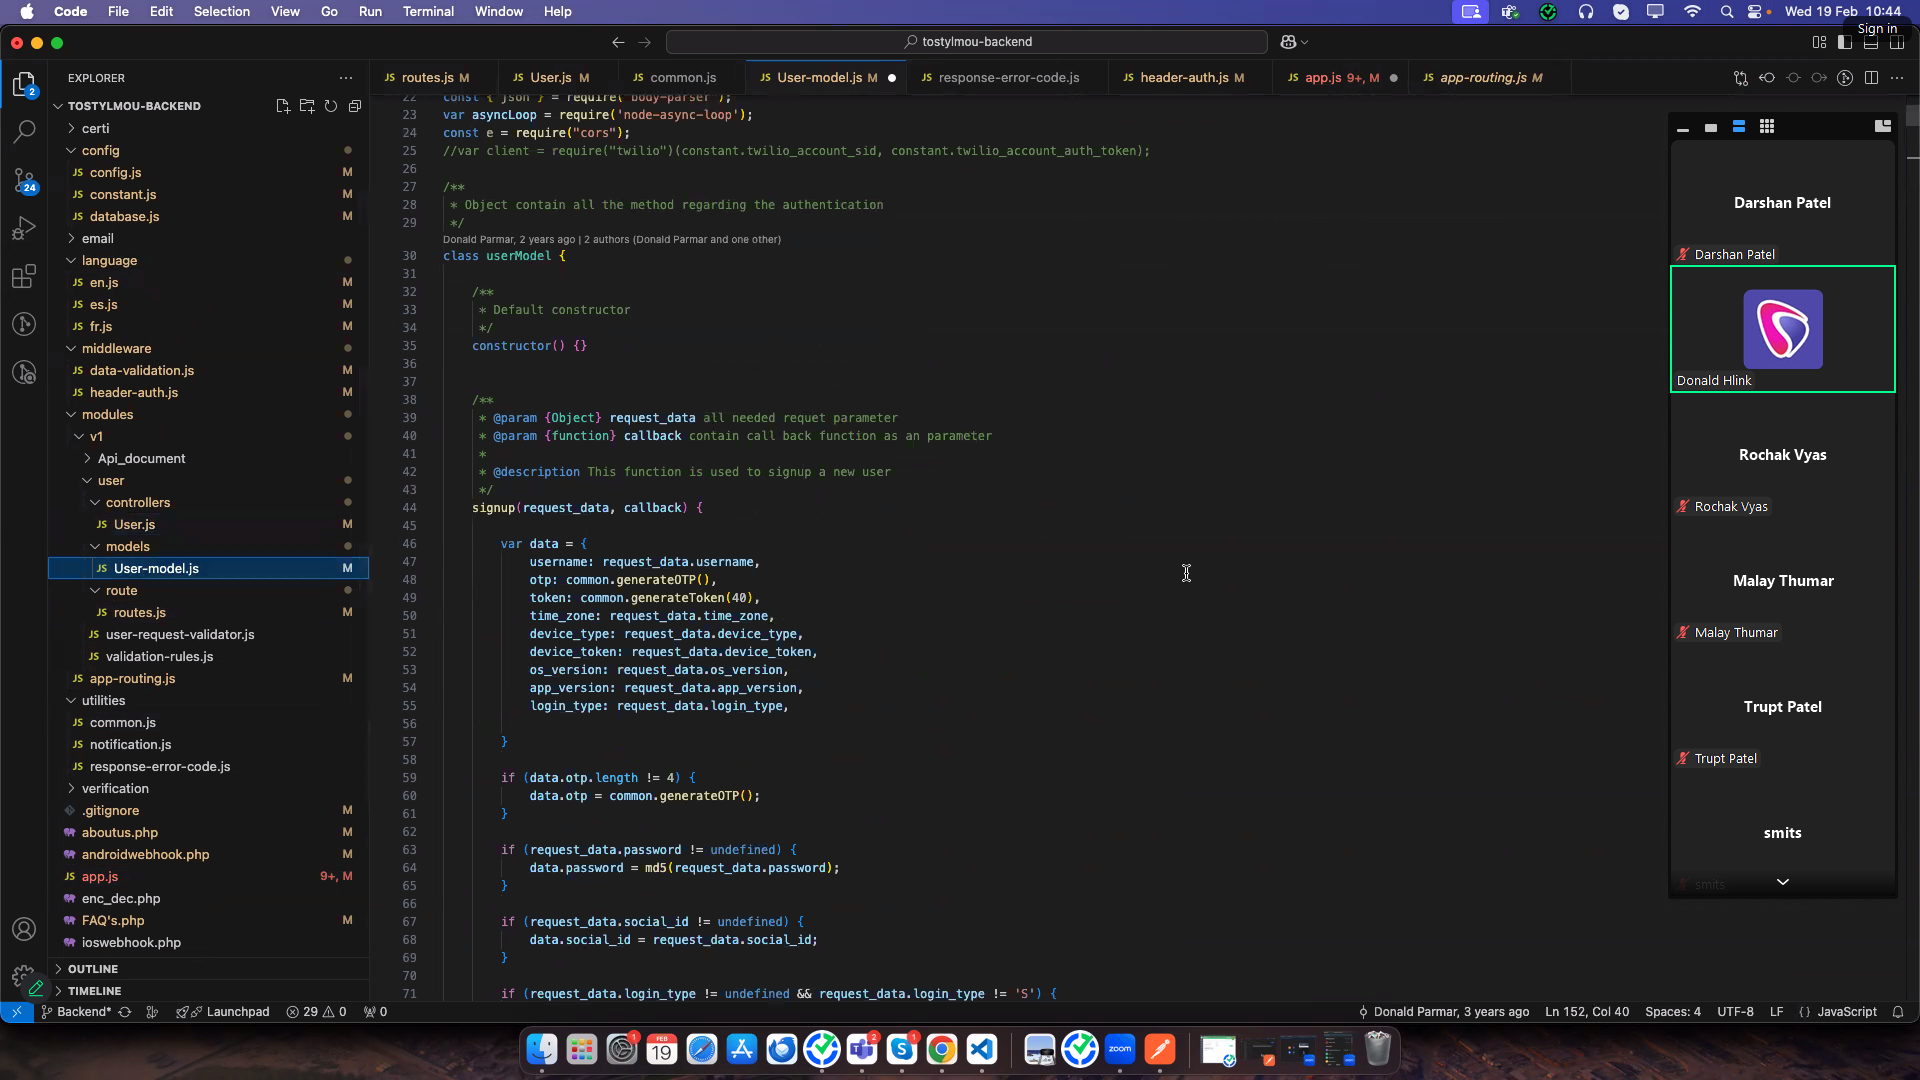 Code File Edit Selection View Go Run Terminal Window Help Wed 19 Feb 10:44
Sign in
tostylmou-backend
EXPLORER
TOSTYLMOU-BACKEND
certi
config
config.js M
constant.js M
database.js M
email
language
en.js M
es.js M
fr.js M
middleware
data-validation.js M
header-auth.js M
modules
v1
Api_document
user
controllers
User.js M
models
User-model.js M
route
routes.js M
user-request-validator.js
validation-rules.js
app-routing.js M
utilities
common.js
notification.js
response-error-code.js
verification
.gitignore M
aboutus.php M
androidwebhook.php M
app.js 9+, M
enc_dec.php
FAQ's.php M
ioswebhook.php
OUTLINE
TIMELINE
2
24
routes.js M User.js M common.js User-model.js M response-error-code.js header-auth.js M app.js 9+, M app-routing.js M
22 const { json } = require('body-parser');
23 var asyncLoop = require('node-async-loop');
24 const e = require("cors");
25 //var client = require("twilio")(constant.twilio_account_sid, constant.twilio_account_auth_token);
26
27 /**
28 * Object contain all the method regarding the authentication
29 */
Donald Parmar, 2 years ago | 2 authors (Donald Parmar and one other)
30 class userModel {
31
32 /**
33 * Default constructor
34 */
35 constructor() {}
36
37
38 /**
39 * @param {Object} request_data all needed requet parameter
40 * @param {function} callback contain call back function as an parameter
41 *
42 * @description This function is used to signup a new user
43 */
44 signup(request_data, callback) {
45
46 var data = {
47 username: request_data.username,
48 otp: common.generateOTP(),
49 token: common.generateToken(40),
50 time_zone: request_data.time_zone,
51 device_type: request_data.device_type,
52 device_token: request_data.device_token,
53 os_version: request_data.os_version,
54 app_version: request_data.app_version,
55 login_type: request_data.login_type,
56
57 }
58
59 if (data.otp.length != 4) {
60 data.otp = common.generateOTP();
61 }
62
63 if (request_data.password != undefined) {
64 data.password = md5(request_data.password);
65 }
66
67 if (request_data.social_id != undefined) {
68 data.social_id = request_data.social_id;
69 }
70
71 if (request_data.login_type != undefined && request_data.login_type != 'S') {
Darshan Patel
Darshan Patel
Donald Hlink
Rochak Vyas
Rochak Vyas
Malay Thumar
Malay Thumar
Trupt Patel
Trupt Patel
smits
smits
Backend* Launchpad 29 0 0 Donald Parmar, 3 years ago Ln 152, Col 40 Spaces: 4 UTF-8 LF {} JavaScript
1 FEB 19 2 1 zoom